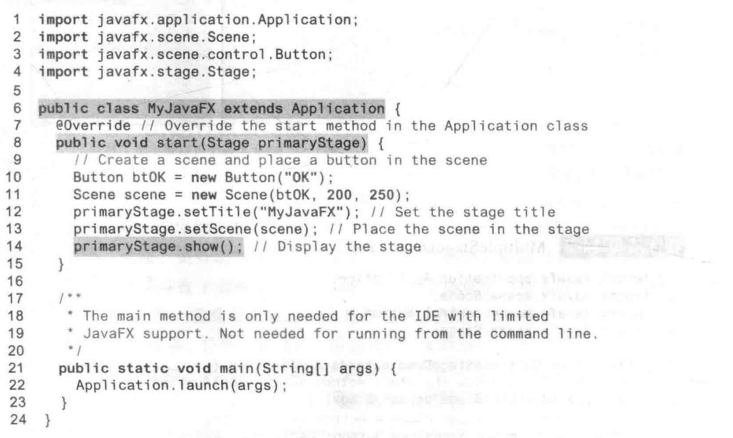 1 import javafx.application.Application;
2 import javafx.scene.Scene;
3 import javafx.scene.control.Button;
4 import javafx.stage.Stage;
5
6 public class MyJavaFX extends Application {
7 @Override // Override the start method in the Application class
8 public void start(Stage primaryStage) {
9 // Create a scene and place a button in the scene
10 Button btOK = new Button("OK");
11 Scene scene = new Scene(btOK, 200, 250);
12 primaryStage.setTitle("MyJavaFX"); // Set the stage title
13 primaryStage.setScene(scene); // Place the scene in the stage
14 primaryStage.show(); // Display the stage
15 }
16
17 /**
18 * The main method is only needed for the IDE with limited
19 * JavaFX support. Not needed for running from the command line.
20 */
21 public static void main(String[] args) {
22 Application.launch(args);
23 }
24 }